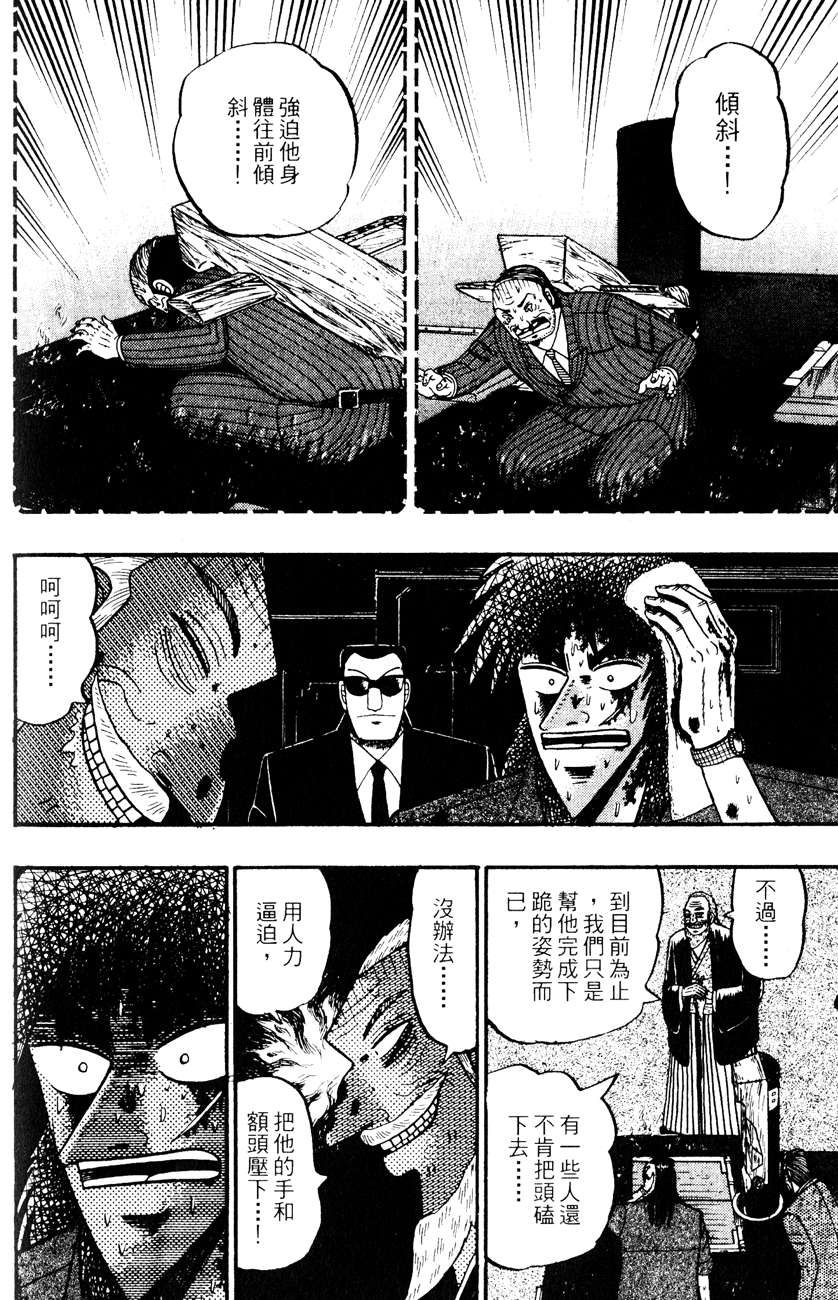 傾斜…！
強迫他身
體往前傾
斜……！
呵呵呵……
不過……
到目前為止
，我們只是
幫他完成下
跪的姿勢而
已，
有一些人還
不肯把頭磕
下去……
沒辦法……
用人力
逼迫，
把他的手和
額頭壓下…！